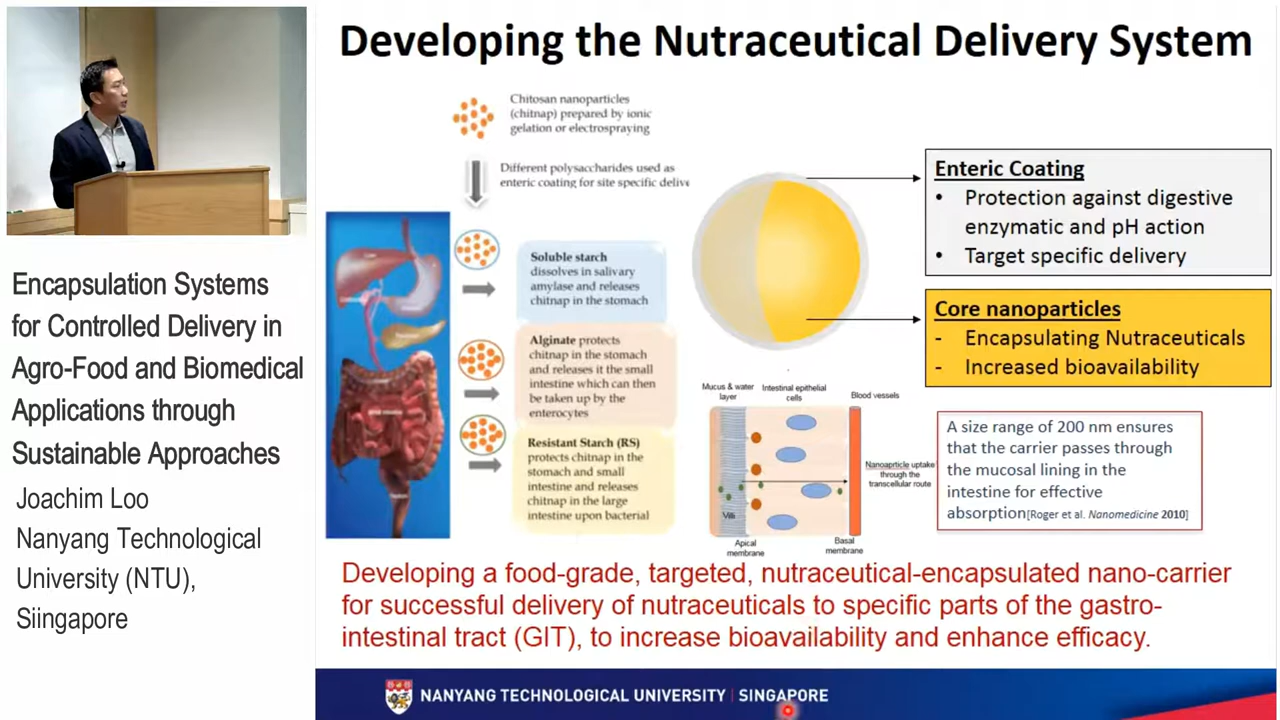 Developing the Nutraceutical Delivery System
Chitosan nanoparticles
(chitnap) prepared by ionic
gelation or electrospraying
Different polysaccharides used as
enteric coating for site specific delive
Soluble starch
dissolves in salivary
amylase and releases
chitnap in the stomach
Alginate protects
chitnap in the stomach
and releases it the small
intestine which can then
be taken up by the
enterocytes
Resistant Starch (RS)
protects chitnap in the
stomach and small
intestine and releases
chitnap in the large
intestine upon bacterial
Enteric Coating
• Protection against digestive
enzymatic and pH action
• Target specific delivery
Core nanoparticles
- Encapsulating Nutraceuticals
- Increased bioavailability
Mucus & water
layer
Intestinal epithelial
cells
Blood vessels
Nanoaprticle uptake
through the
transcellular route
Villi
Apical
membrane
Basal
membrane
A size range of 200 nm ensures
that the carrier passes through
the mucosal lining in the
intestine for effective
absorption[Roger et al. Nanomedicine 2010]
Developing a food-grade, targeted, nutraceutical-encapsulated nano-carrier
for successful delivery of nutraceuticals to specific parts of the gastro-
intestinal tract (GIT), to increase bioavailability and enhance efficacy.
NANYANG TECHNOLOGICAL UNIVERSITY | SINGAPORE
Encapsulation Systems
for Controlled Delivery in
Agro-Food and Biomedical
Applications through
Sustainable Approaches
Joachim Loo
Nanyang Technological
University (NTU),
Siingapore